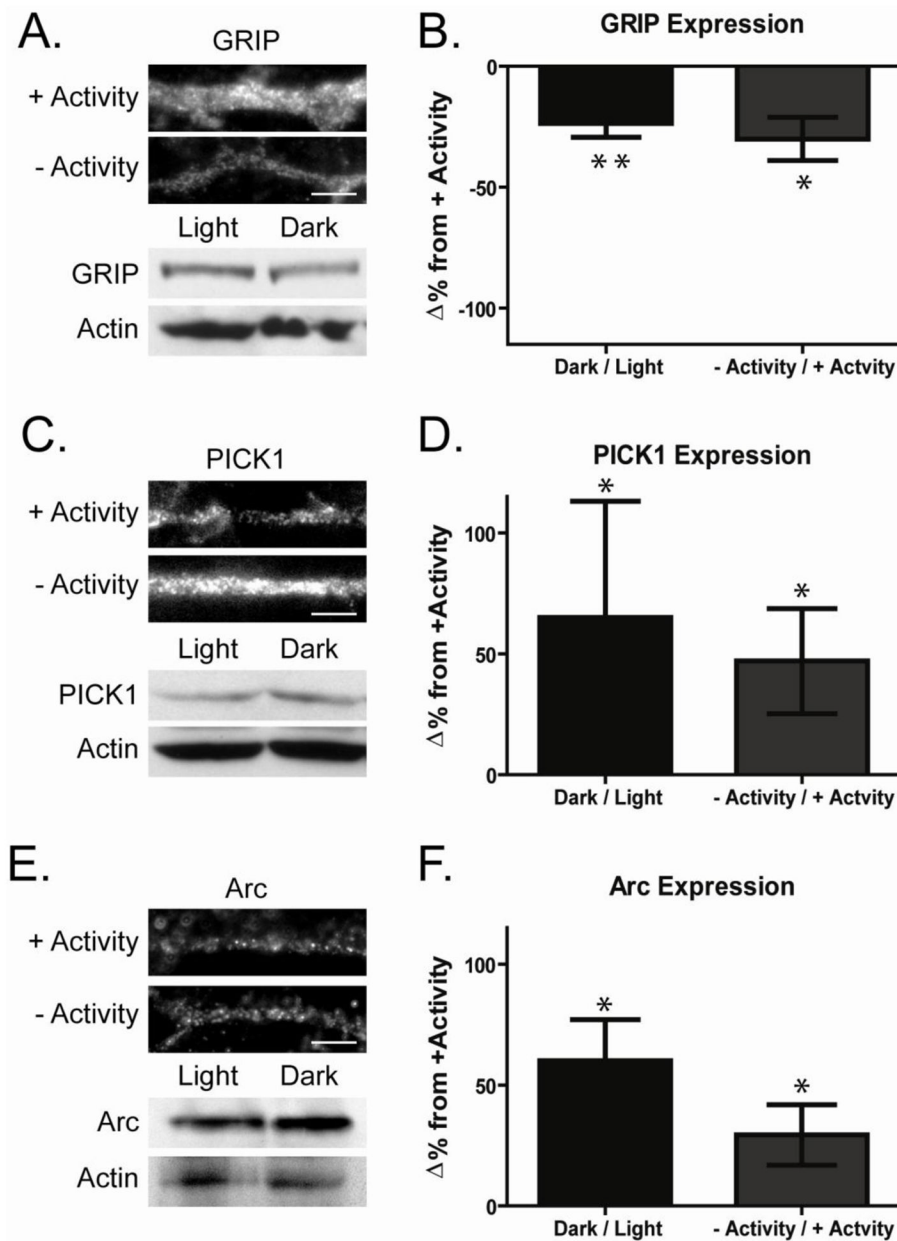 A.
GRIP
+ Activity
- Activity
Light Dark
GRIP
Actin
B.
GRIP Expression
0
-50
-100
Δ% from + Activity
**
*
Dark / Light
- Activity / + Actvity
C.
PICK1
+ Activity
- Activity
Light Dark
PICK1
Actin
D.
PICK1 Expression
100
50
0
Δ% from +Activity
*
*
Dark / Light
- Activity / + Actvity
E.
Arc
+ Activity
- Activity
Light Dark
Arc
Actin
F.
Arc Expression
100
50
0
Δ% from +Activity
*
*
Dark / Light
- Activity / + Actvity